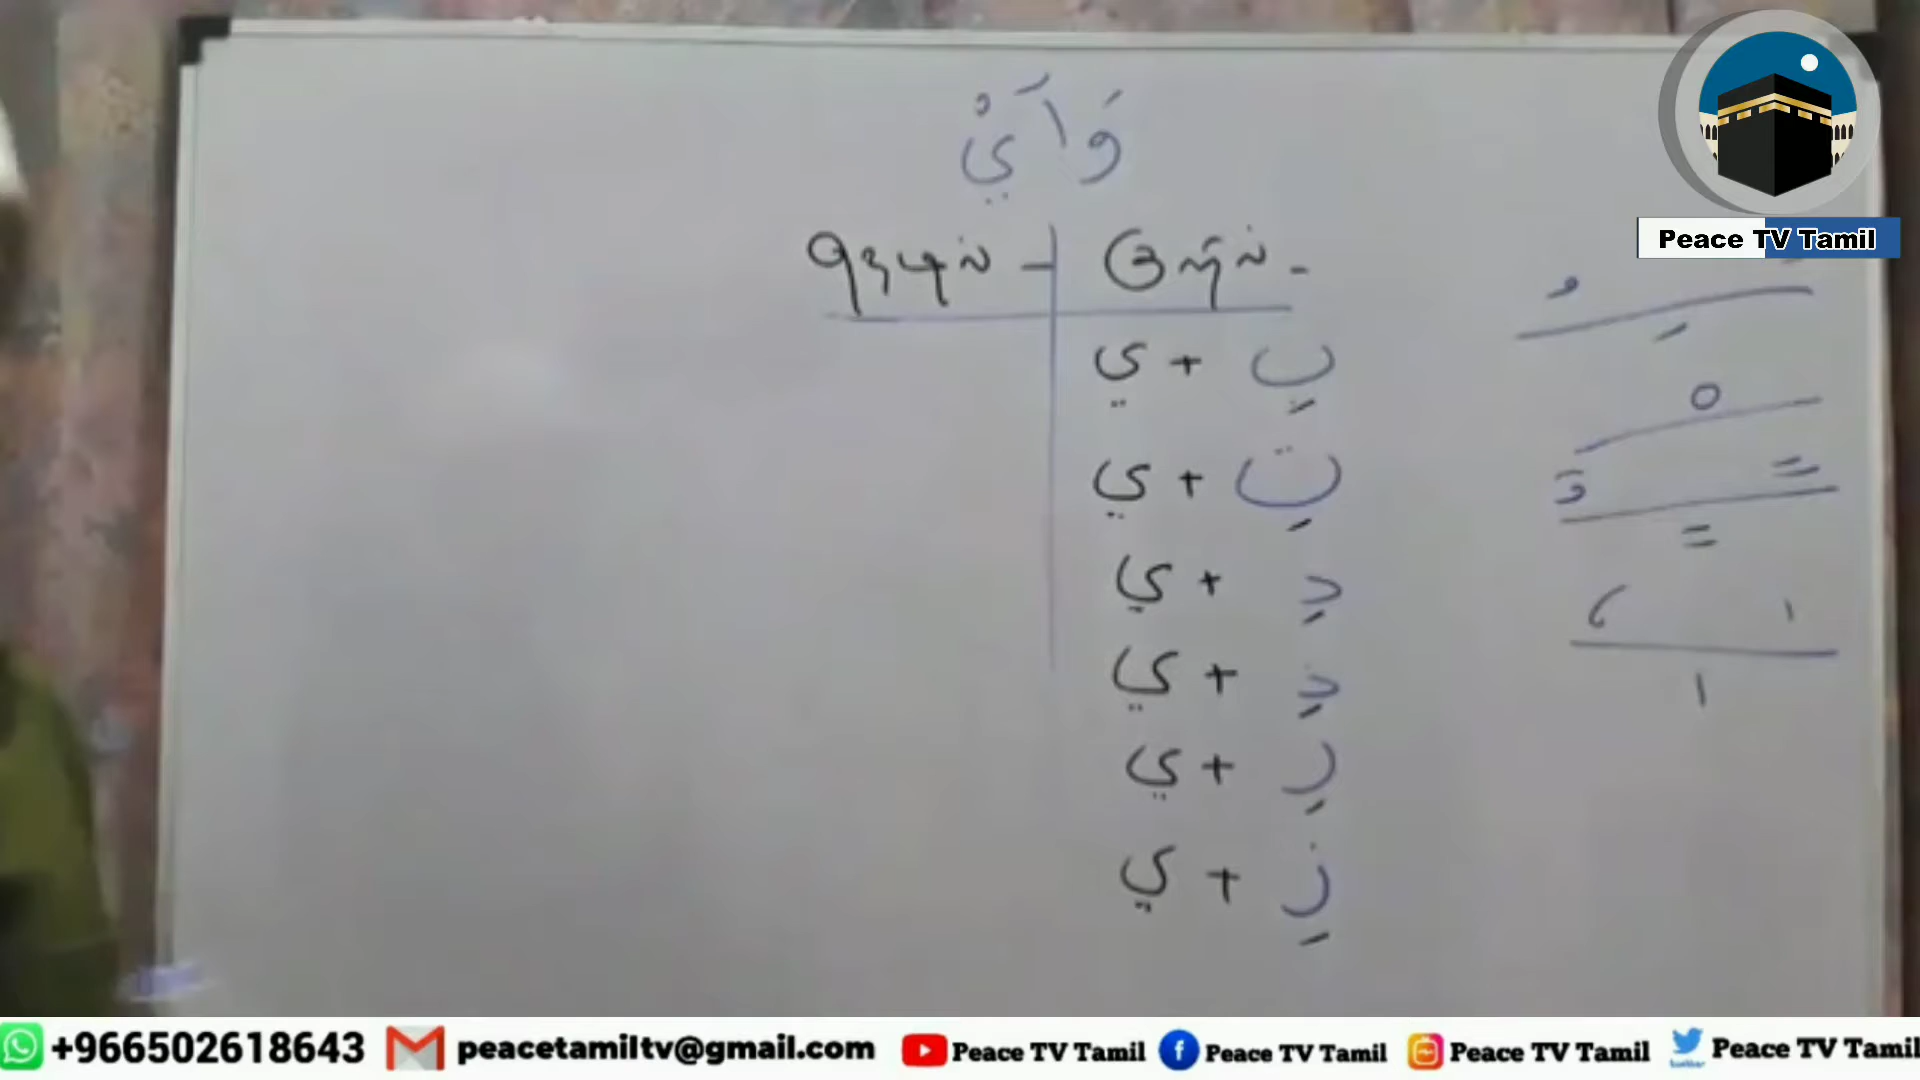 وَ اَ يْ
குறில் -
நெடில் -
بِ + ي
تِ + ي
دِ + ي
دِ + ي
رِ + ي
زِ + ي
Peace TV Tamil
+966502618643 peacetamiltv@gmail.com Peace TV Tamil Peace TV Tamil Peace TV Tamil Peace TV Tamil